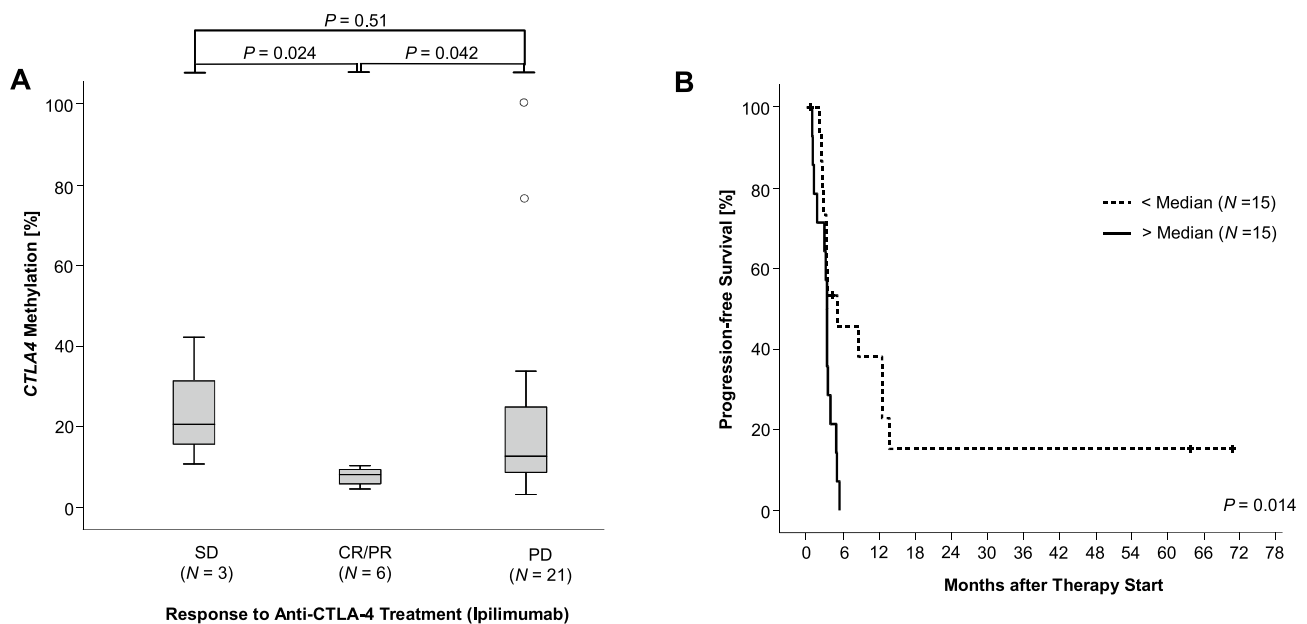 A
P = 0.51
P = 0.024
P = 0.042
CTLA4 Methylation [%]
100
80
60
40
20
0
SD
(N = 3)
CR/PR
(N = 6)
PD
(N = 21)
Response to Anti-CTLA-4 Treatment (Ipilimumab)
B
Progression-free Survival [%]
100
80
60
40
20
0
< Median (N =15)
> Median (N =15)
P = 0.014
0 6 12 18 24 30 36 42 48 54 60 66 72 78
Months after Therapy Start